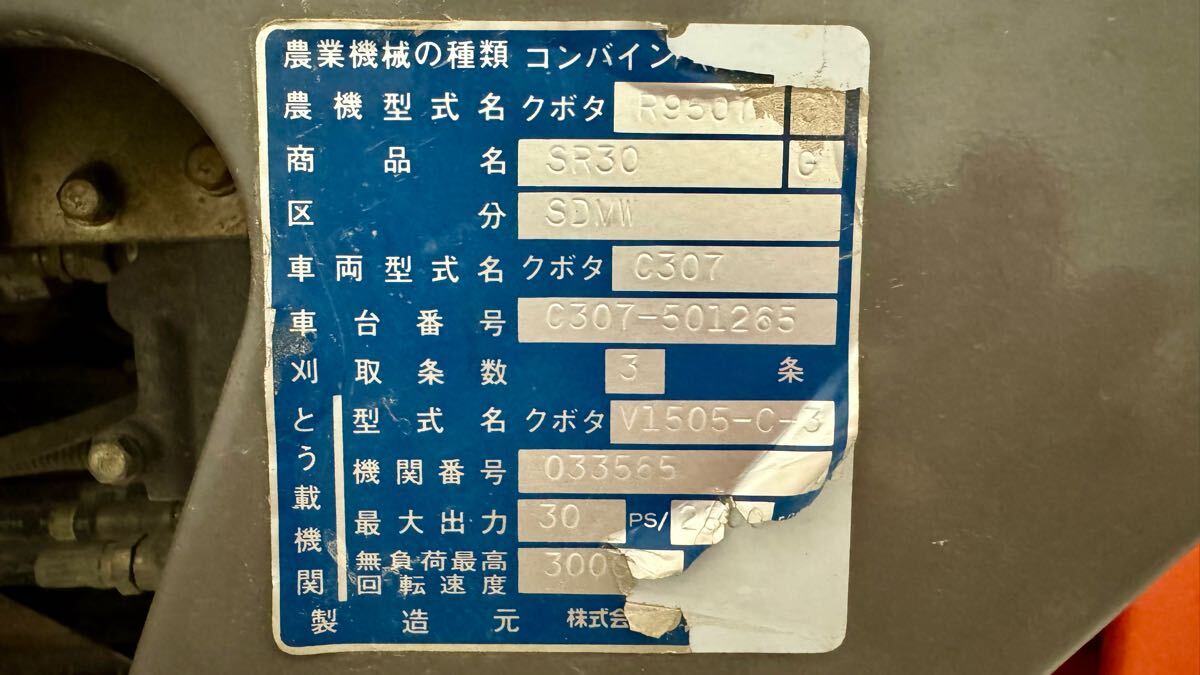 農業機械の種類 コンバイン
農機型式名 クボタ R950
商品名 SR30 G
区分 SDMW
車両型式名 クボタ C307
車台番号 C307-501265
刈取条数 3 条
とう載機関
型式名 クボタ V1505-C-3
機関番号 033565
最大出力 30 PS/
無負荷最高回転速度 300
製造元 株式会